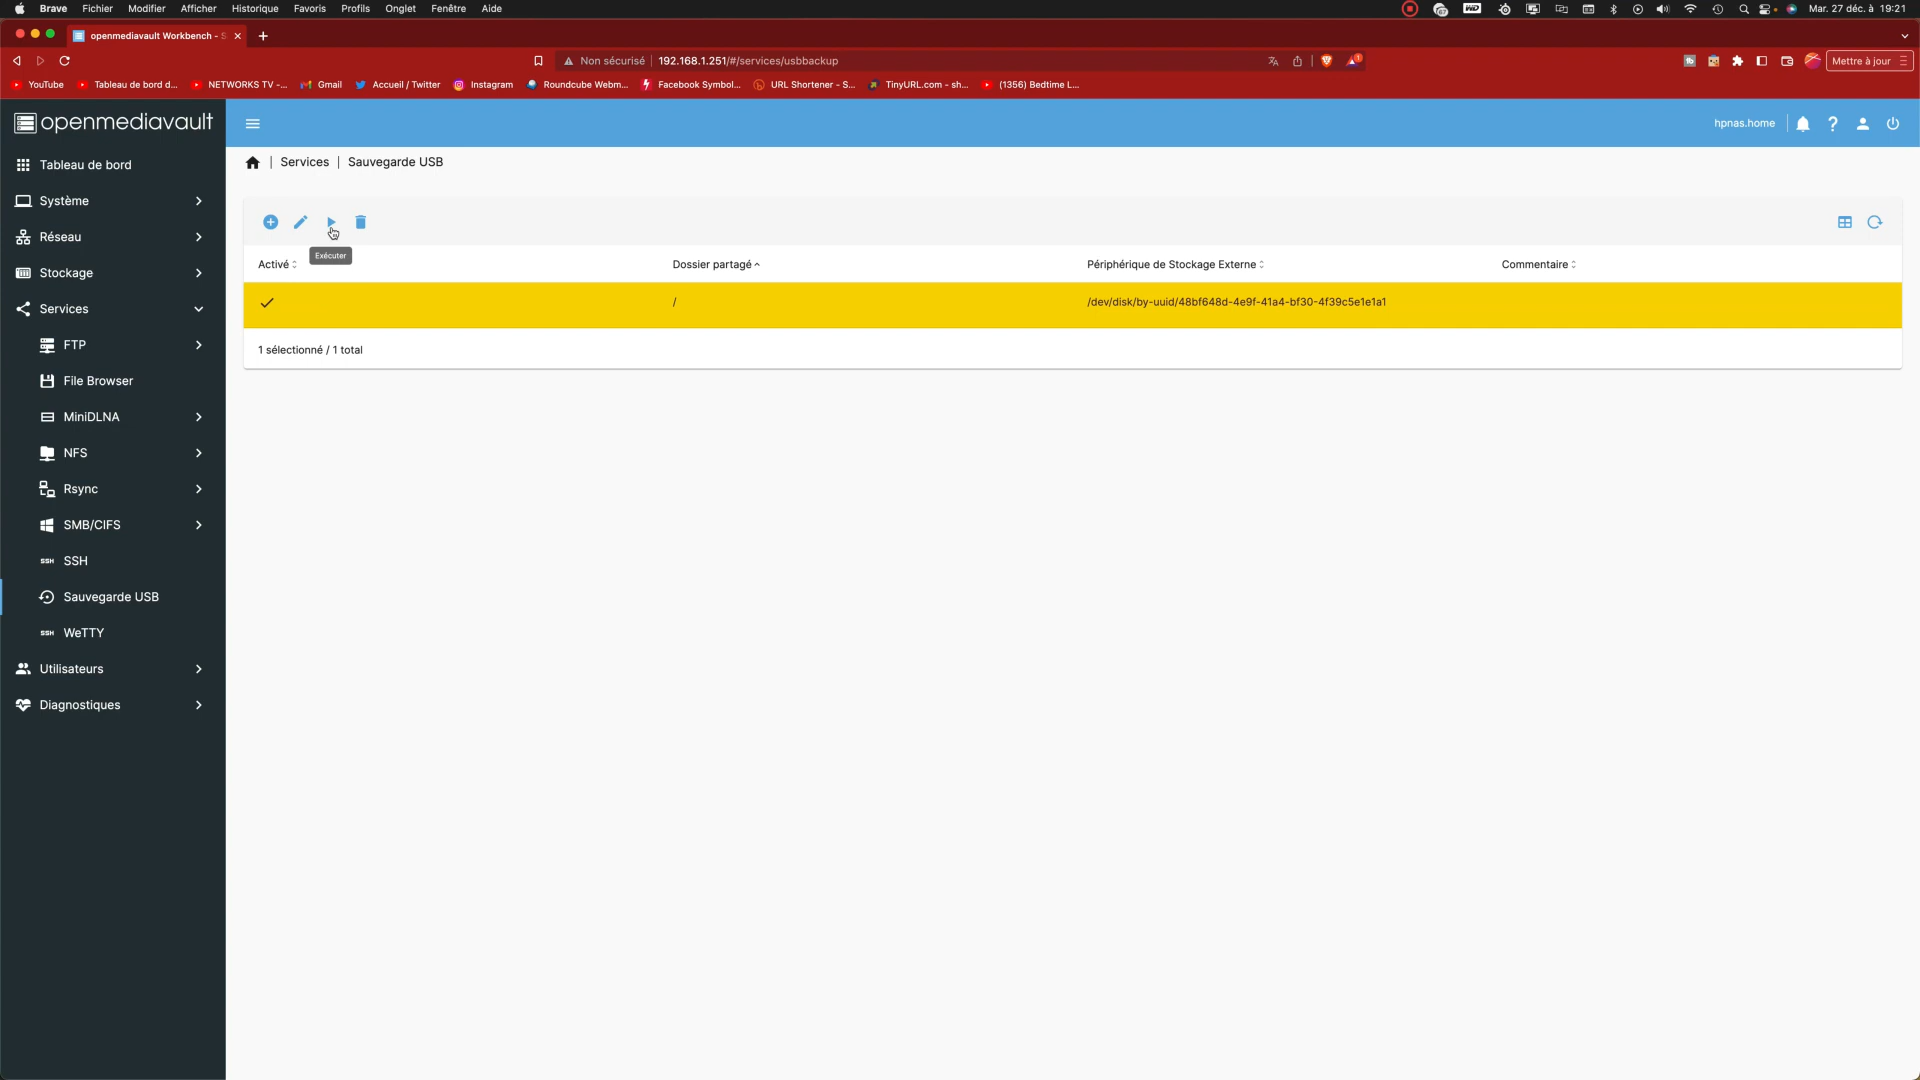 Brave Fichier Modifier Afficher Historique Favoris Profils Onglet Fenêtre Aide Mar. 27 déc. à 19:21
openmediavault Workbench - S
Non sécurisé 192.168.1.251/#/services/usbbackup Mettre à jour
YouTube Tableau de bord d... NETWORKS TV -... Gmail Accueil / Twitter Instagram Roundcube Webm... Facebook Symbol... URL Shortener - S... TinyURL.com - sh... (1356) Bedtime L...
openmediavault hpnas.home
Services | Sauvegarde USB
Tableau de bord
Système
Réseau
Stockage
Services
FTP
File Browser
MiniDLNA
NFS
Rsync
SMB/CIFS
SSH SSH
Sauvegarde USB
SSH WeTTY
Utilisateurs
Diagnostiques
Exécuter
Activé Dossier partagé Périphérique de Stockage Externe Commentaire
/ /dev/disk/by-uuid/48bf648d-4e9f-41a4-bf30-4f39c5e1e1a1
1 sélectionné / 1 total